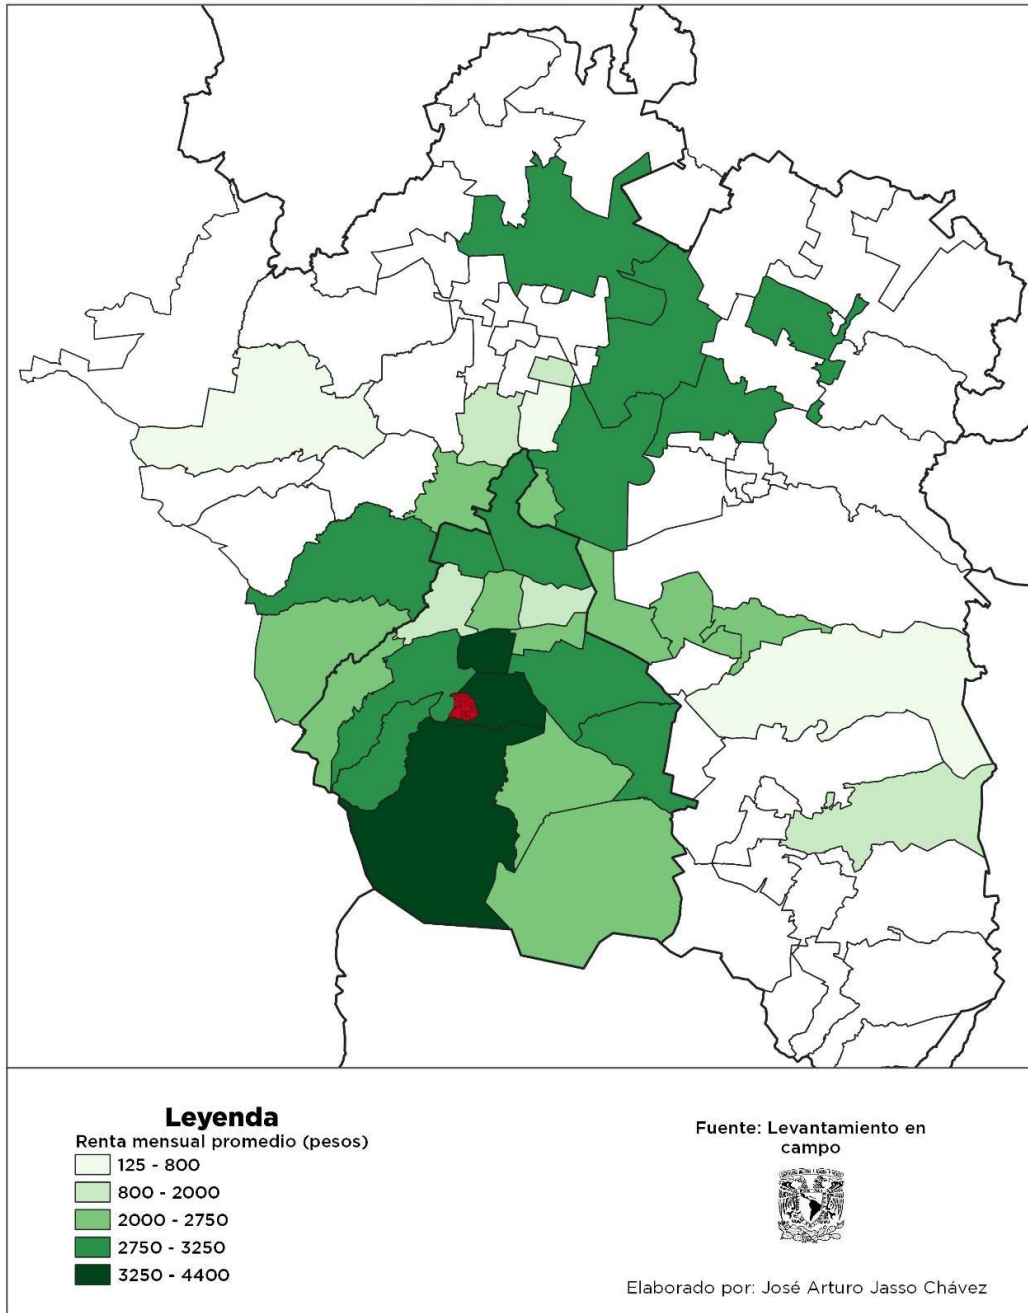 Leyenda
Renta mensual promedio (pesos)
125 - 800
800 - 2000
2000 - 2750
2750 - 3250
3250 - 4400
Fuente: Levantamiento en
campo
Elaborado por: José Arturo Jasso Chávez